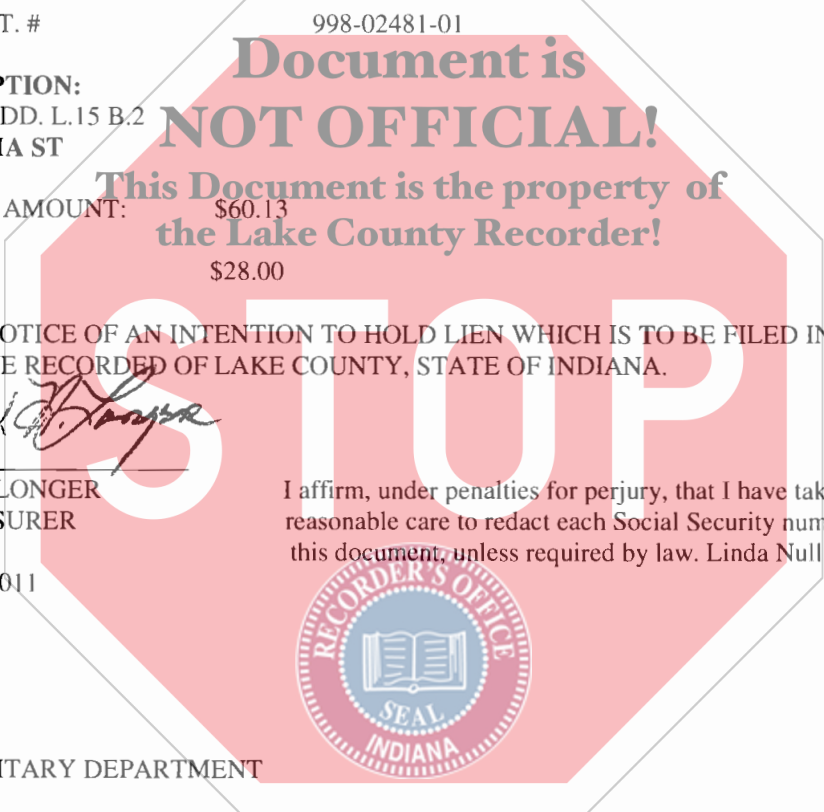 T. # 998-02481-01
Document is
PTION:
DD. L.15 B.2
NOT OFFICIAL!
IA ST
This Document is the property of
AMOUNT: $60.13
the Lake County Recorder!
$28.00
STOP
OTICE OF AN INTENTION TO HOLD LIEN WHICH IS TO BE FILED IN
E RECORDED OF LAKE COUNTY, STATE OF INDIANA.
LONGER
SURER
I affirm, under penalties for perjury, that I have tak
reasonable care to redact each Social Security num
this document, unless required by law. Linda Null
011
RECORDER'S OFFICE
SEAL
INDIANA
ITARY DEPARTMENT